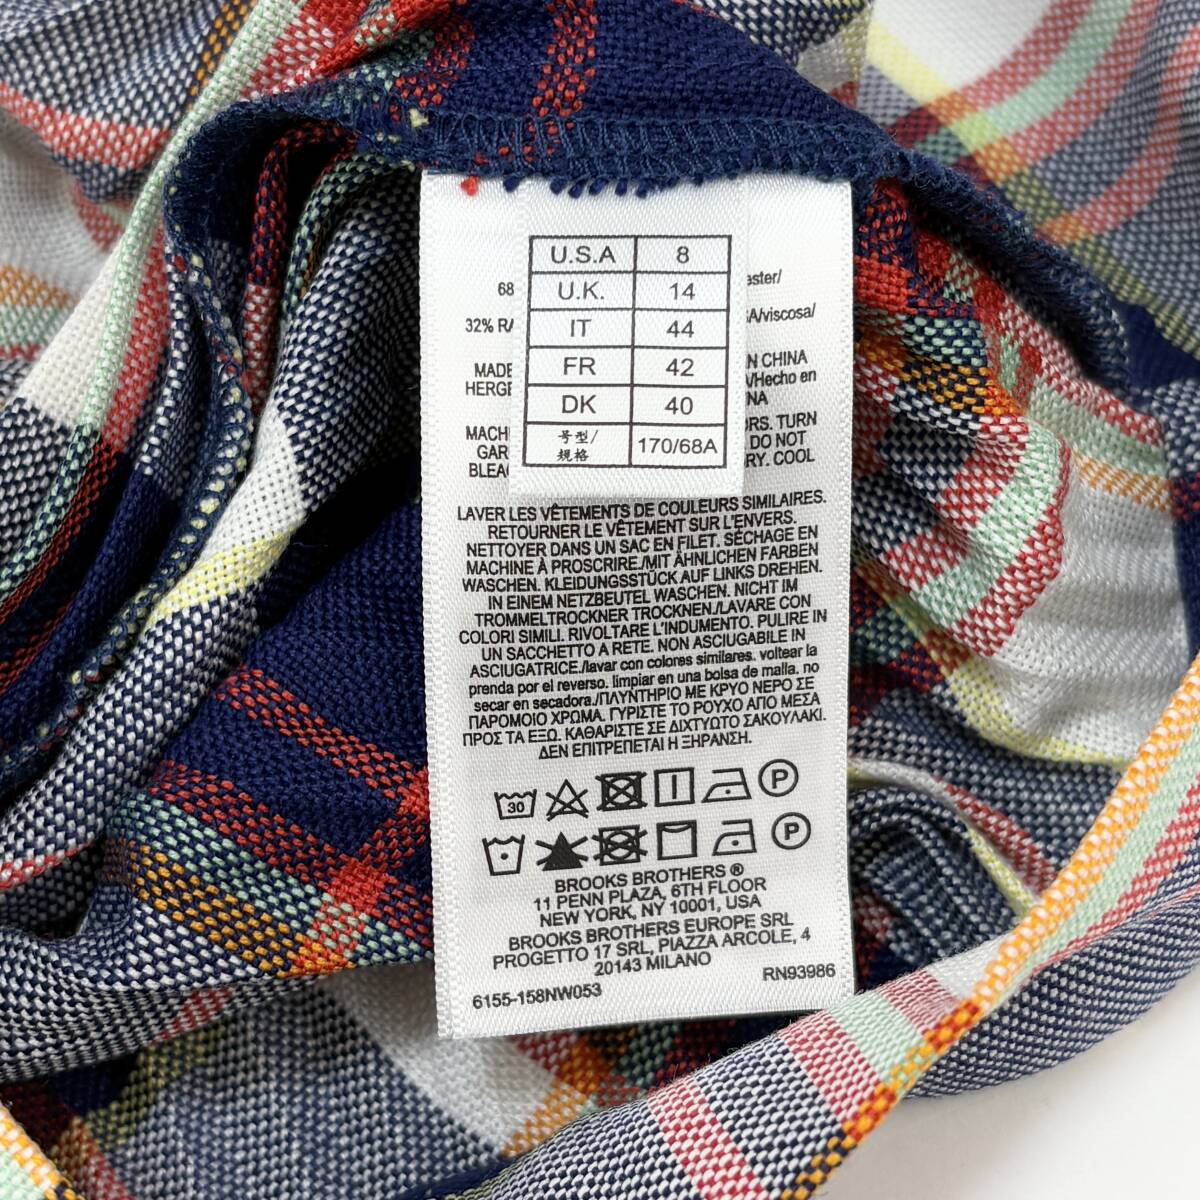 U.S.A 8
U.K. 14
IT 44
FR 42
DK 40
号型/规格 170/68A
68 ester/
32% RA A/viscosa/
MADE N CHINA
HERGE /Hecho en
NA
MACH RS. TURN
GAR DO NOT
BLEA RY. COOL
LAVER LES VÊTEMENTS DE COULEURS SIMILAIRES.
RETOURNER LE VÊTEMENT SUR L'ENVERS.
NETTOYER DANS UN SAC EN FILET. SÉCHAGE EN
MACHINE À PROSCRIRE./MIT ÄHNLICHEN FARBEN
WASCHEN. KLEIDUNGSSTÜCK AUF LINKS DREHEN.
IN EINEM NETZBEUTEL WASCHEN. NICHT IM
TROMMELTROCKNER TROCKNEN./LAVARE CON
COLORI SIMILI. RIVOLTARE L'INDUMENTO. PULIRE IN
UN SACCHETTO A RETE. NON ASCIUGABILE IN
ASCIUGATRICE./lavar con colores similares. voltear la
prenda por el reverso. limpiar en una bolsa de malla. no
secar en secadora./ΠΛΥΝΤΗΡΙΟ ΜΕ ΚΡΥΟ ΝΕΡΟ ΣΕ
ΠΑΡΟΜΟΙΟ ΧΡΩΜΑ. ΓΥΡΙΣΤΕ ΤΟ ΡΟΥΧΟ ΑΠΟ ΜΕΣΑ
ΠΡΟΣ ΤΑ ΕΞΩ. ΚΑΘΑΡΙΣΤΕ ΣΕ ΔΙΧΤΥΩΤΟ ΣΑΚΟΥΛΑΚΙ.
ΔΕΝ ΕΠΙΤΡΕΠΕΤΑΙ Η ΞΗΡΑΝΣΗ.
30 P
P
BROOKS BROTHERS ®
11 PENN PLAZA, 6TH FLOOR
NEW YORK, NY 10001, USA
BROOKS BROTHERS EUROPE SRL
PROGETTO 17 SRL, PIAZZA ARCOLE, 4
20143 MILANO
RN93986
6155-158NW053